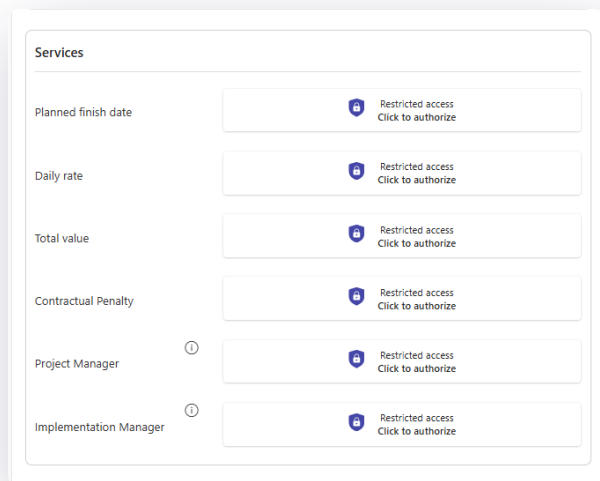 Services
Planned finish date
Restricted access
Click to authorize
Daily rate
Restricted access
Click to authorize
Total value
Restricted access
Click to authorize
Contractual Penalty
Restricted access
Click to authorize
Project Manager
Restricted access
Click to authorize
Implementation Manager
Restricted access
Click to authorize